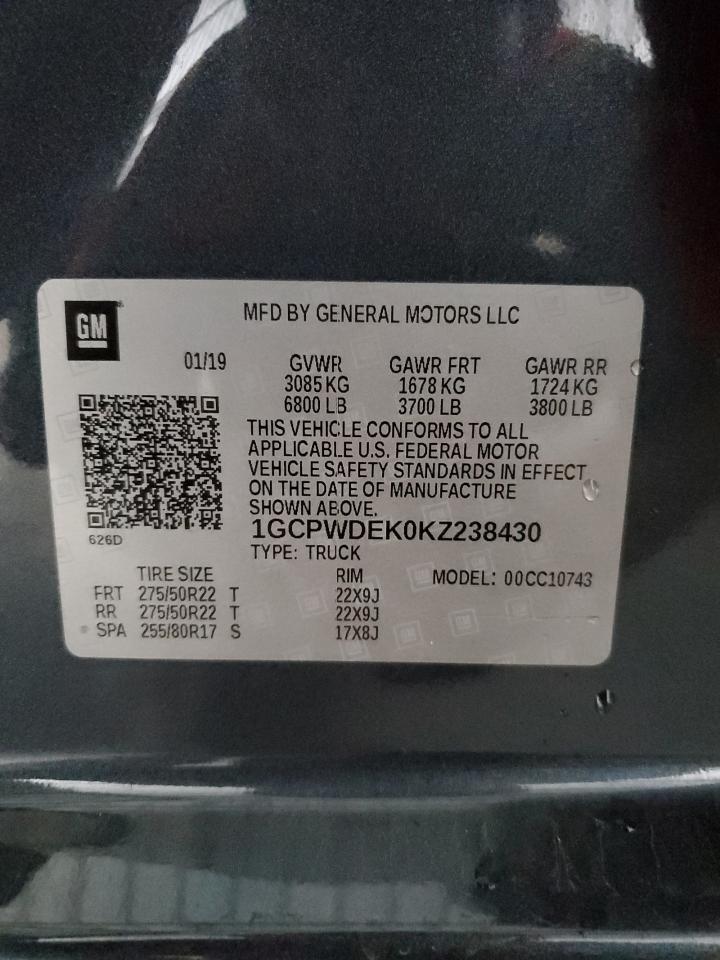 GM
MFD BY GENERAL MOTORS LLC
01/19 GVWR GAWR FRT GAWR RR
3085 KG 1678 KG 1724 KG
6800 LB 3700 LB 3800 LB
THIS VEHICLE CONFORMS TO ALL
APPLICABLE U.S. FEDERAL MOTOR
VEHICLE SAFETY STANDARDS IN EFFECT
ON THE DATE OF MANUFACTURE
SHOWN ABOVE.
626D
1GCPWDEK0KZ238430
TYPE: TRUCK
TIRE SIZE RIM MODEL: 00CC10743
FRT 275/50R22 T 22X9J
RR 275/50R22 T 22X9J
SPA 255/80R17 S 17X8J